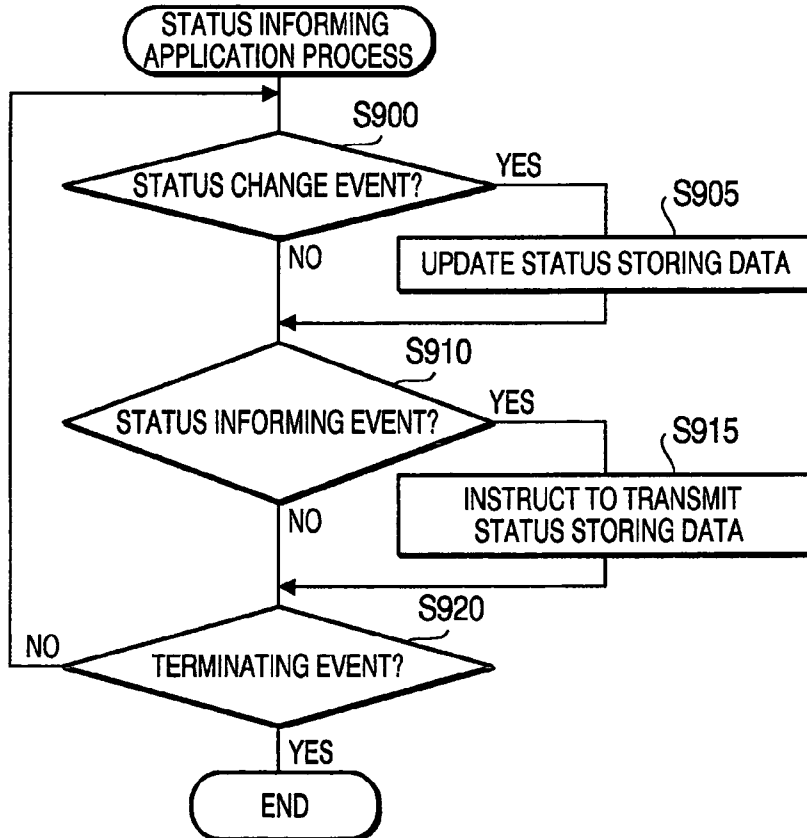 STATUS INFORMING
APPLICATION PROCESS
S900
STATUS CHANGE EVENT?
YES
S905
UPDATE STATUS STORING DATA
NO
S910
STATUS INFORMING EVENT?
YES
S915
INSTRUCT TO TRANSMIT
STATUS STORING DATA
NO
S920
NO
TERMINATING EVENT?
YES
END